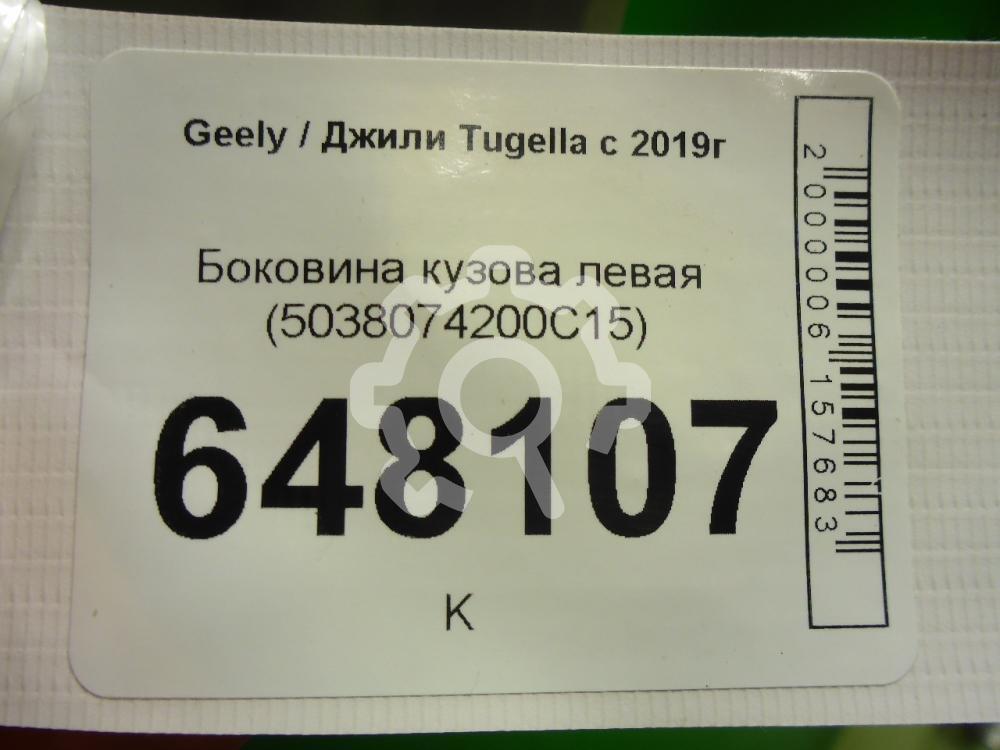 Geely / Джили Tugella с 2019г
Боковина кузова левая
(5038074200C15)
648107
K
2000006157683